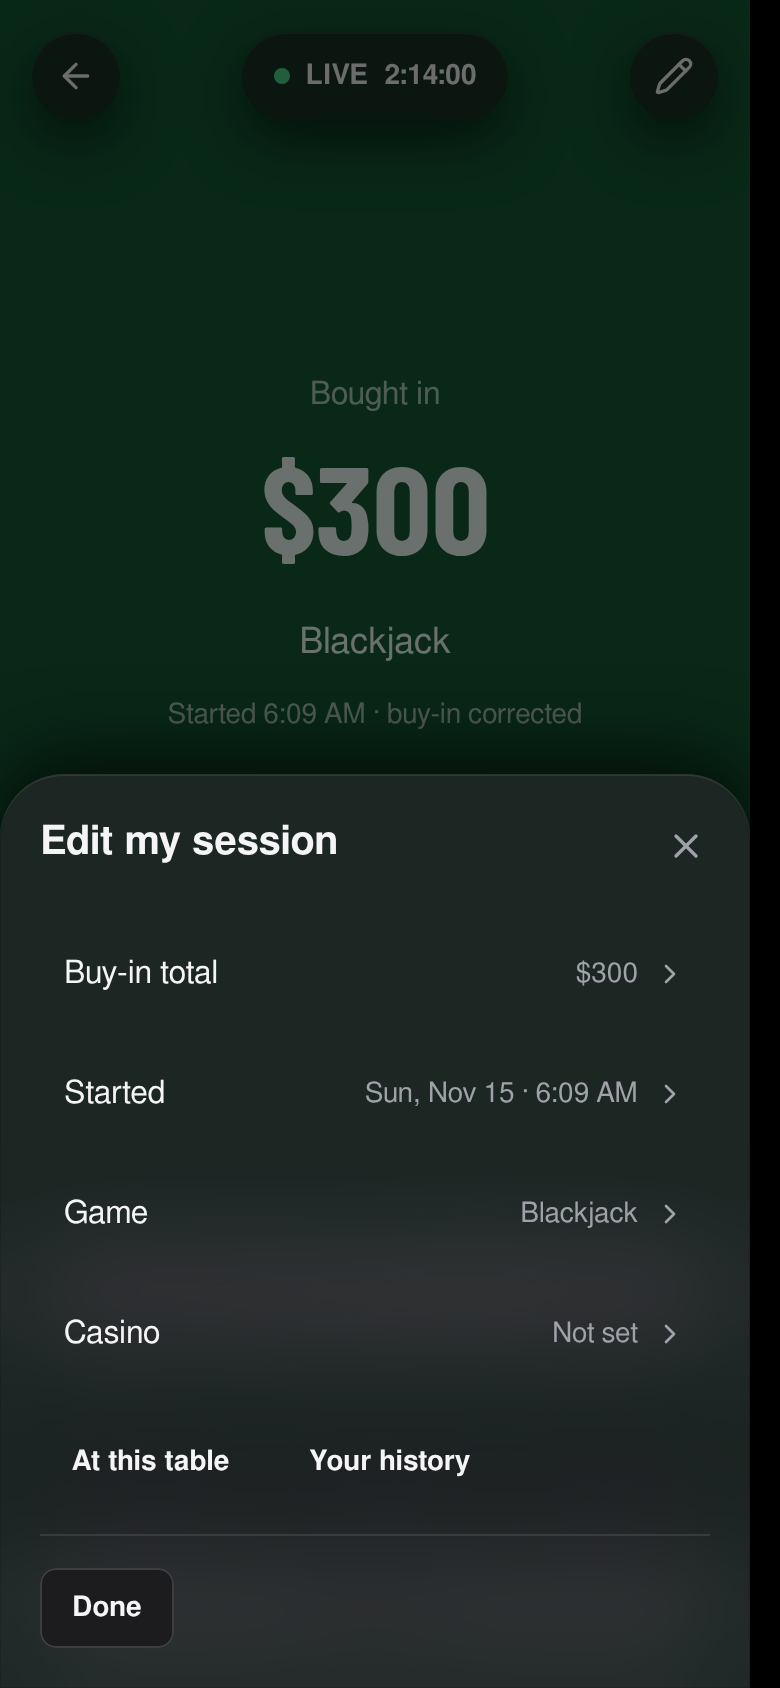 LIVE 2:14:00
Bought in
$300
Blackjack
Started 6:09 AM · buy-in corrected
Edit my session
Buy-in total $300
Started Sun, Nov 15 · 6:09 AM
Game Blackjack
Casino Not set
At this table Your history
Done